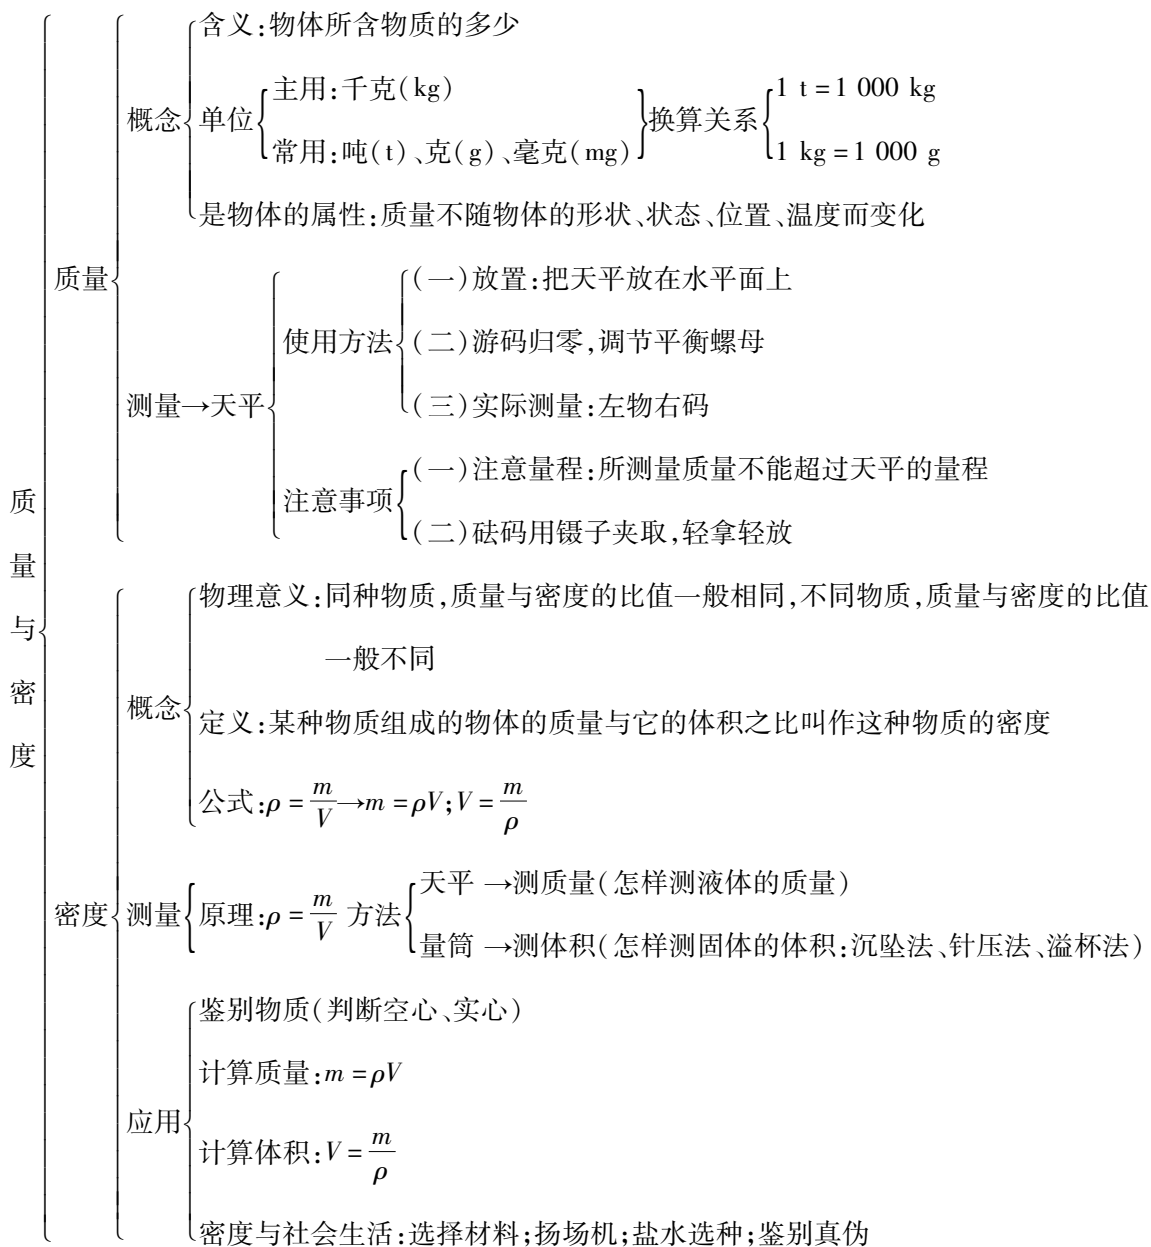 质量与密度
质量
概念
含义:物体所含物质的多少
单位
主用:千克(kg)
常用:吨(t)、克(g)、毫克(mg)
换算关系
1 t=1 000 kg
1 kg=1 000 g
是物体的属性:质量不随物体的形状、状态、位置、温度而变化
测量→天平
使用方法
(一)放置:把天平放在水平面上
(二)游码归零,调节平衡螺母
(三)实际测量:左物右码
注意事项
(一)注意量程:所测量质量不能超过天平的量程
(二)砝码用镊子夹取,轻拿轻放
密度
概念
物理意义:同种物质,质量与密度的比值一般相同,不同物质,质量与密度的比值
一般不同
定义:某种物质组成的物体的质量与它的体积之比叫作这种物质的密度
公式:ρ=m/V→m=ρV;V=m/ρ
测量
原理:ρ=m/V 方法
天平→测质量(怎样测液体的质量)
量筒→测体积(怎样测固体的体积:沉坠法、针压法、溢杯法)
应用
鉴别物质(判断空心、实心)
计算质量:m=ρV
计算体积:V=m/ρ
密度与社会生活:选择材料;扬场机;盐水选种;鉴别真伪